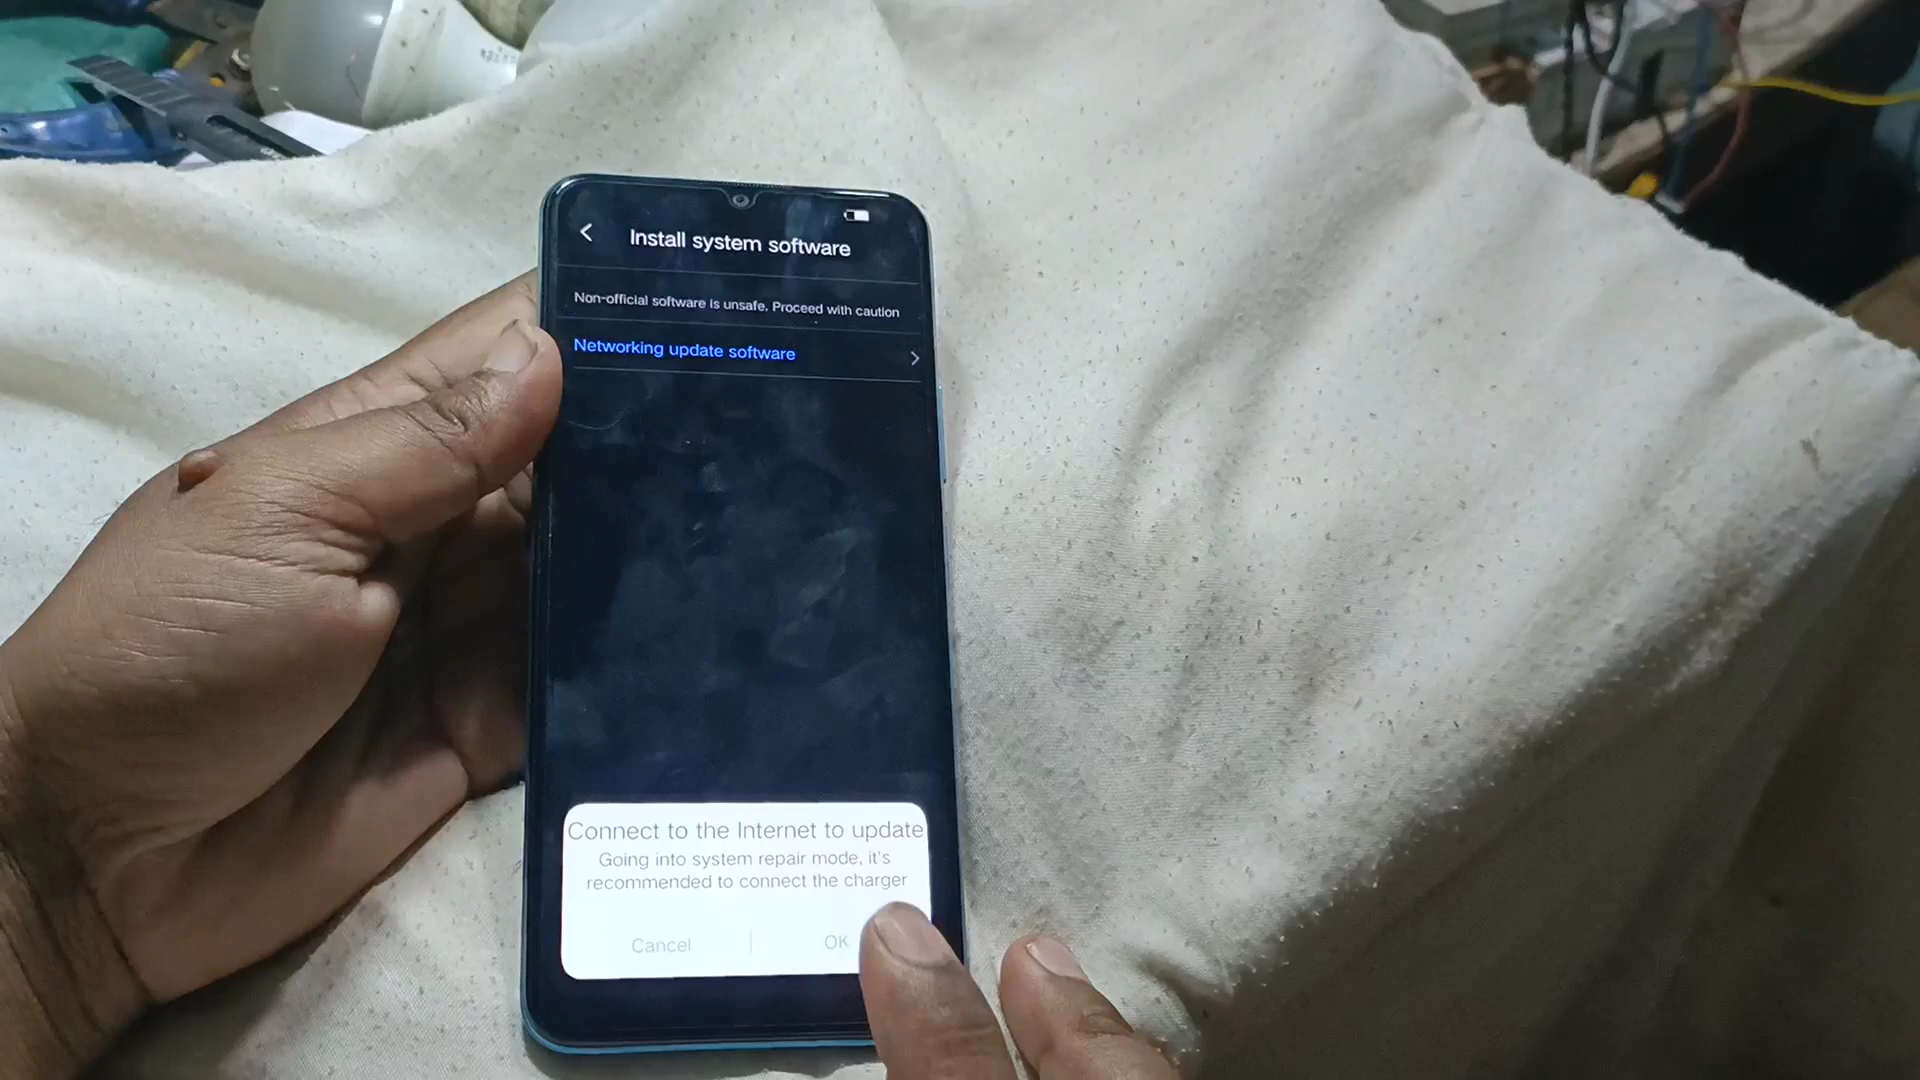 Install system software
Non-official software is unsafe. Proceed with caution
Networking update software
Connect to the Internet to update
Going into system repair mode, it's
recommended to connect the charger
Cancel
OK